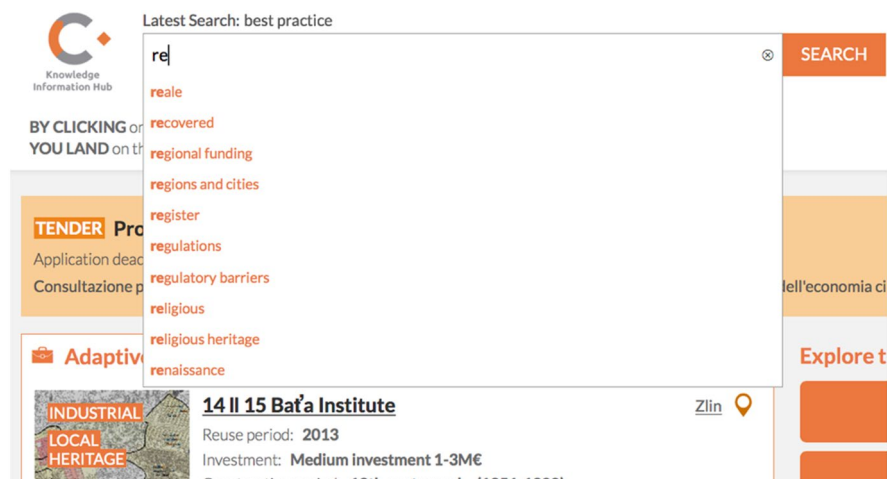 Latest Search: best practice
re
SEARCH
Knowledge
Information Hub
reale
recovered
regional funding
regions and cities
register
regulations
regulatory barriers
religious
religious heritage
renaissance
BY CLICKING
YOU LAND on
TENDER Pro
Application
Consultazione
dell'economia
Adaptiv
Explore t
INDUSTRIAL
LOCAL
HERITAGE
14 II 15 Baťa Institute
Zlin
Reuse period: 2013
Investment: Medium investment 1-3M€